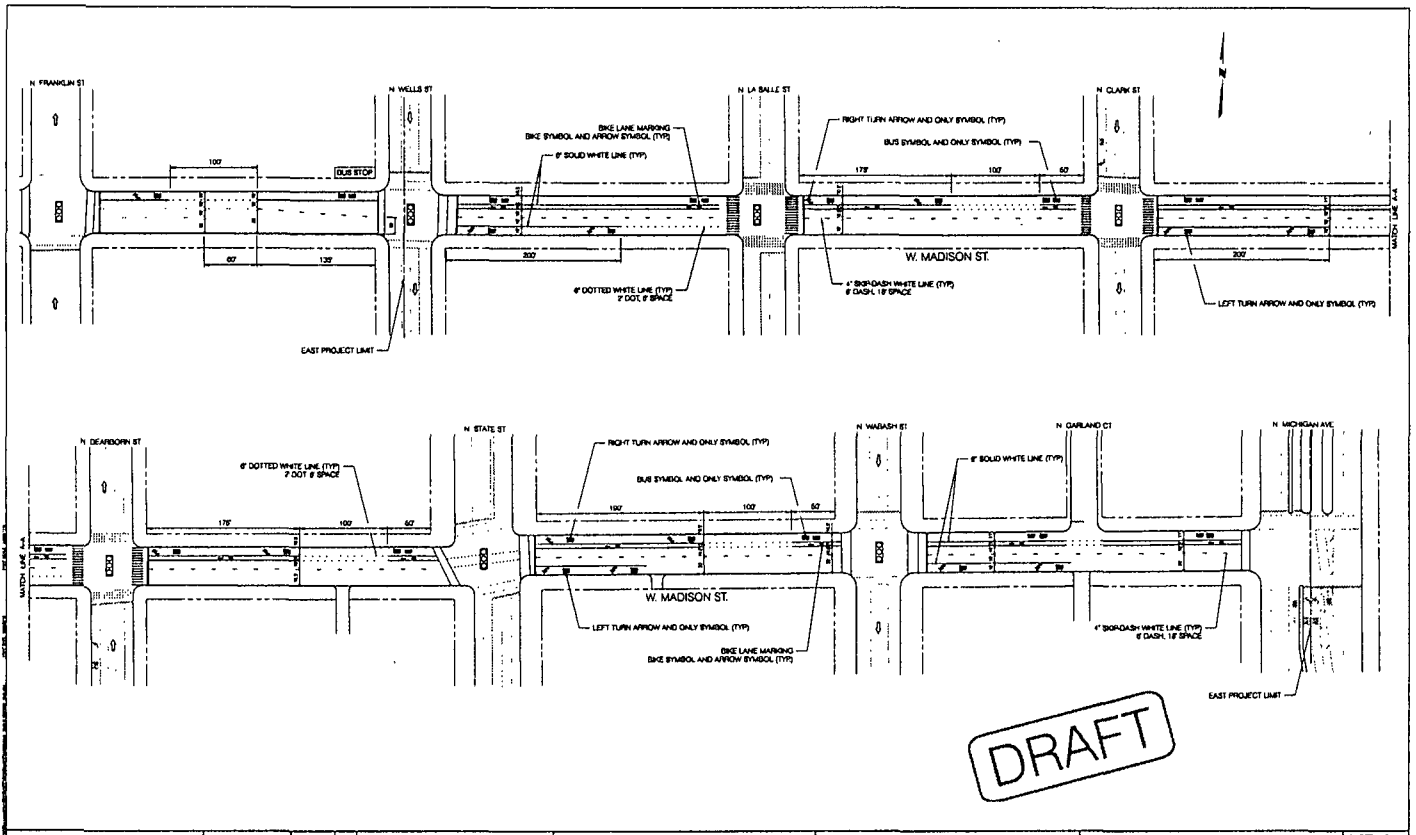 N FRANKLIN ST
N WELLS ST
N LA SALLE ST
N CLARK ST
N
BIKE LANE MARKING
BIKE SYMBOL AND ARROW SYMBOL (TYP)
6" SOLID WHITE LINE (TYP)
RIGHT TURN ARROW AND ONLY SYMBOL (TYP)
BUS SYMBOL AND ONLY SYMBOL (TYP)
100'
BUS STOP
175'
100'
60'
MATCH LINE A-A
60'
135'
200'
W. MADISON ST.
200'
6" DOTTED WHITE LINE (TYP)
2' DOT, 6' SPACE
4" SKIP-DASH WHITE LINE (TYP)
6' DASH, 18' SPACE
LEFT TURN ARROW AND ONLY SYMBOL (TYP)
EAST PROJECT LIMIT
N DEARBORN ST
N STATE ST
N WABASH ST
N GARLAND CT
N MICHIGAN AVE
6" DOTTED WHITE LINE (TYP)
2' DOT 6' SPACE
RIGHT TURN ARROW AND ONLY SYMBOL (TYP)
BUS SYMBOL AND ONLY SYMBOL (TYP)
6" SOLID WHITE LINE (TYP)
175'
100'
60'
190'
100'
60'
MATCH LINE A-A
W. MADISON ST.
LEFT TURN ARROW AND ONLY SYMBOL (TYP)
BIKE LANE MARKING
BIKE SYMBOL AND ARROW SYMBOL (TYP)
4" SKIP-DASH WHITE LINE (TYP)
6' DASH, 18' SPACE
EAST PROJECT LIMIT
DRAFT